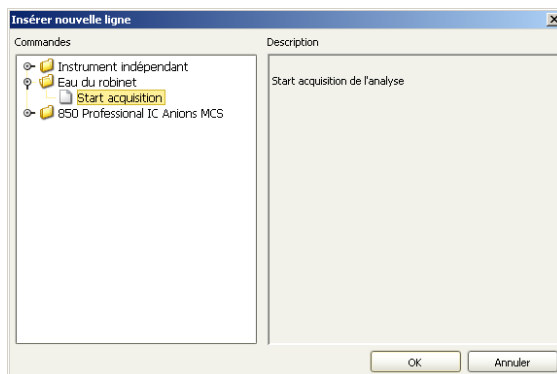 Insérer nouvelle ligne
Commandes
Instrument indépendant
Eau du robinet
Start acquisition
850 Professional IC Anions MCS
Description
Start acquisition de l'analyse
OK
Annuler